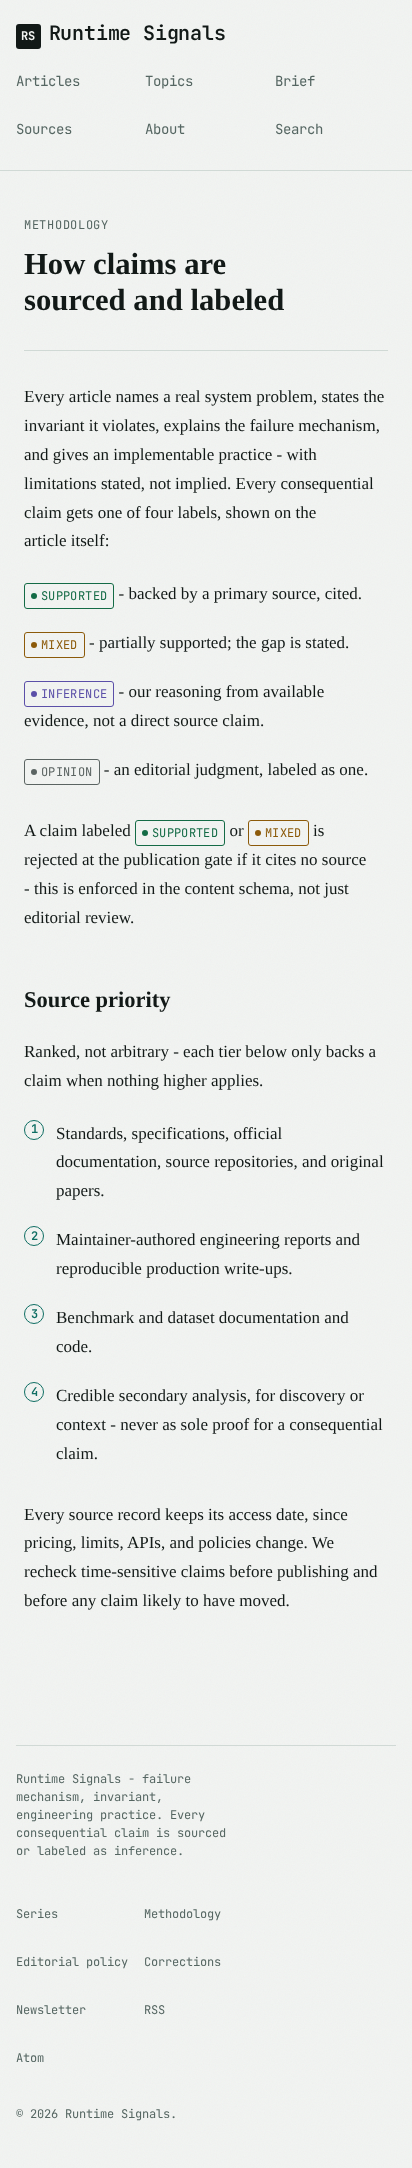 RS Runtime Signals
Articles Topics Brief
Sources About Search
METHODOLOGY
How claims are
sourced and labeled
Every article names a real system problem, states the
invariant it violates, explains the failure mechanism,
and gives an implementable practice - with
limitations stated, not implied. Every consequential
claim gets one of four labels, shown on the
article itself:
SUPPORTED - backed by a primary source, cited.
MIXED - partially supported; the gap is stated.
INFERENCE - our reasoning from available
evidence, not a direct source claim.
OPINION - an editorial judgment, labeled as one.
A claim labeled SUPPORTED or MIXED is
rejected at the publication gate if it cites no source
- this is enforced in the content schema, not just
editorial review.
Source priority
Ranked, not arbitrary - each tier below only backs a
claim when nothing higher applies.
1 Standards, specifications, official
documentation, source repositories, and original
papers.
2 Maintainer-authored engineering reports and
reproducible production write-ups.
3 Benchmark and dataset documentation and
code.
4 Credible secondary analysis, for discovery or
context - never as sole proof for a consequential
claim.
Every source record keeps its access date, since
pricing, limits, APIs, and policies change. We
recheck time-sensitive claims before publishing and
before any claim likely to have moved.
Runtime Signals - failure
mechanism, invariant,
engineering practice. Every
consequential claim is sourced
or labeled as inference.
Series Methodology
Editorial policy Corrections
Newsletter RSS
Atom
© 2026 Runtime Signals.